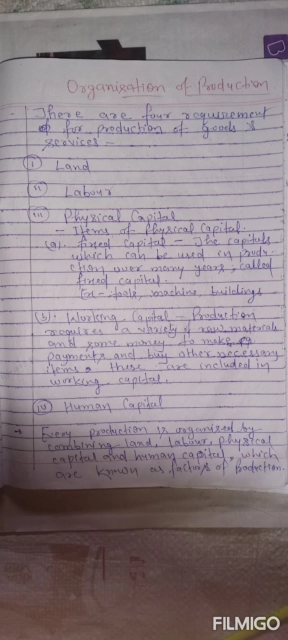 Organisation of Production
There are four requirement
for production of goods &
services -
(i) Land
(ii) Labour
(iii) Physical Capital
- Items of Physical Capital.
(a). fixed Capital - The capitals
which can be used in produ-
ction over many years, called
fixed capital.
Ex- tools, machine, buildings
(b). Working Capital - Production
requires a variety of raw materials
and some money to make
payments and buy other necessary
items. these are included in
working capital.
(iv) Human Capital
→ Every production is organized by
combining land, labour, physical
capital and human capital, which
are known as factors of Production.
FILMIGO